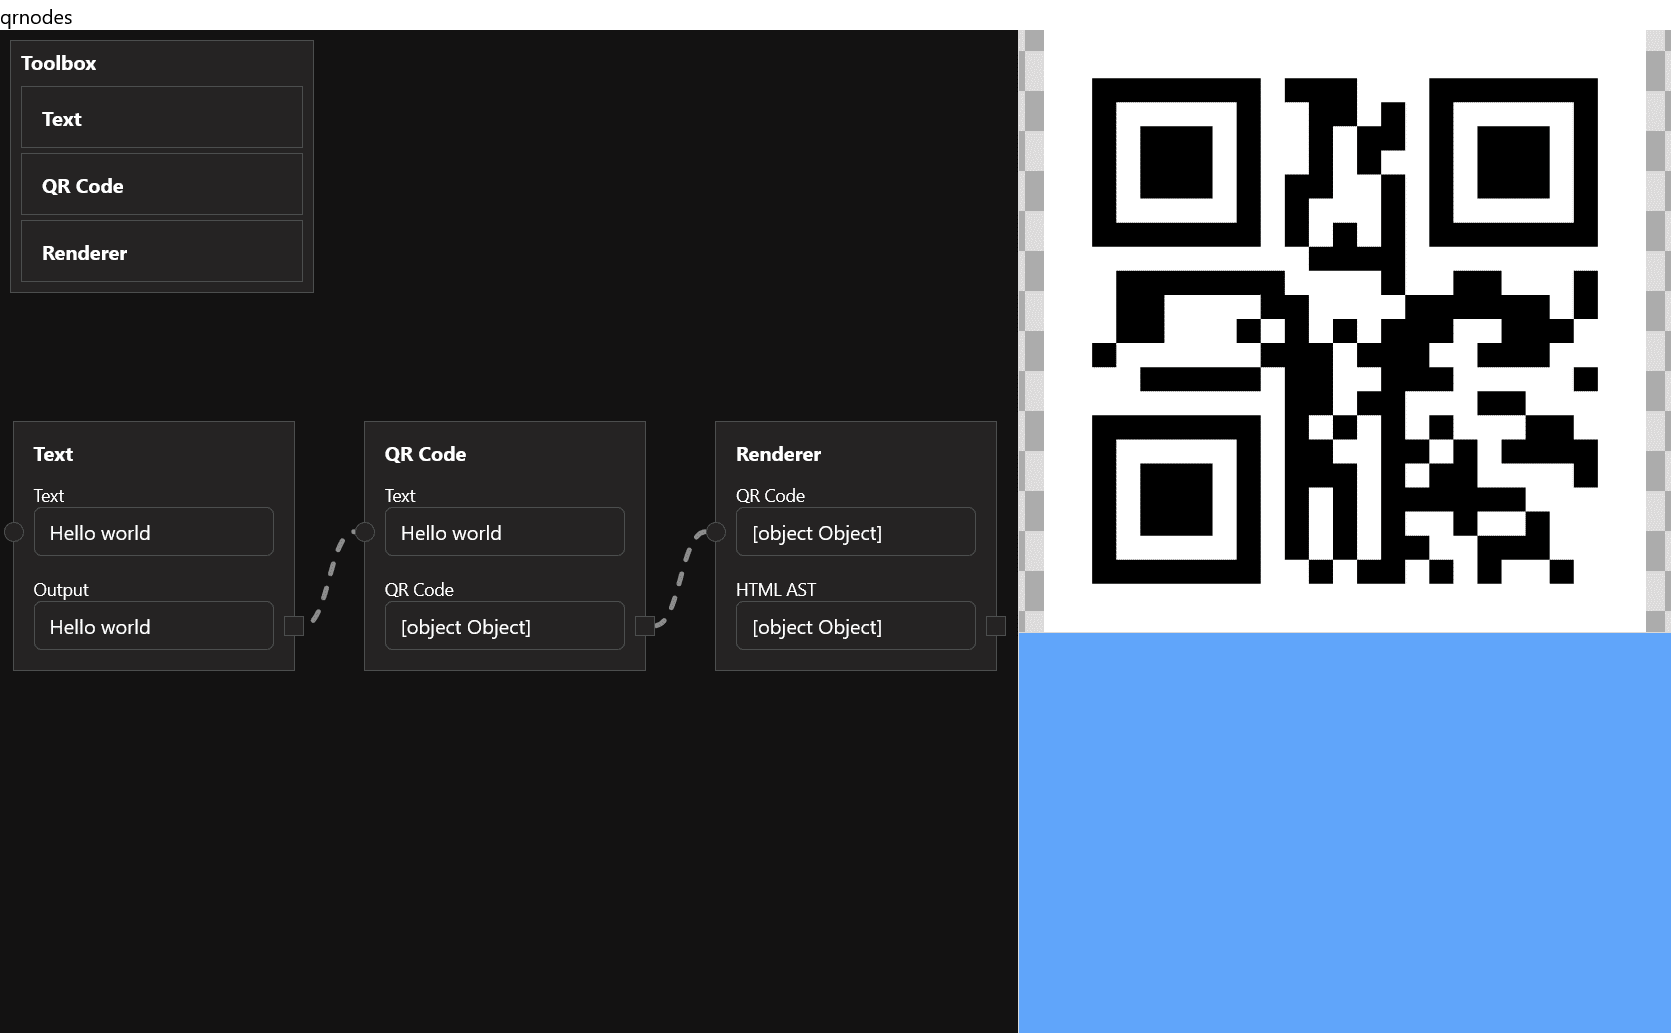 qrnodes
Toolbox
Text
QR Code
Renderer
Text
Text
Hello world
Output
Hello world
QR Code
Text
Hello world
QR Code
[object Object]
Renderer
QR Code
[object Object]
HTML AST
[object Object]